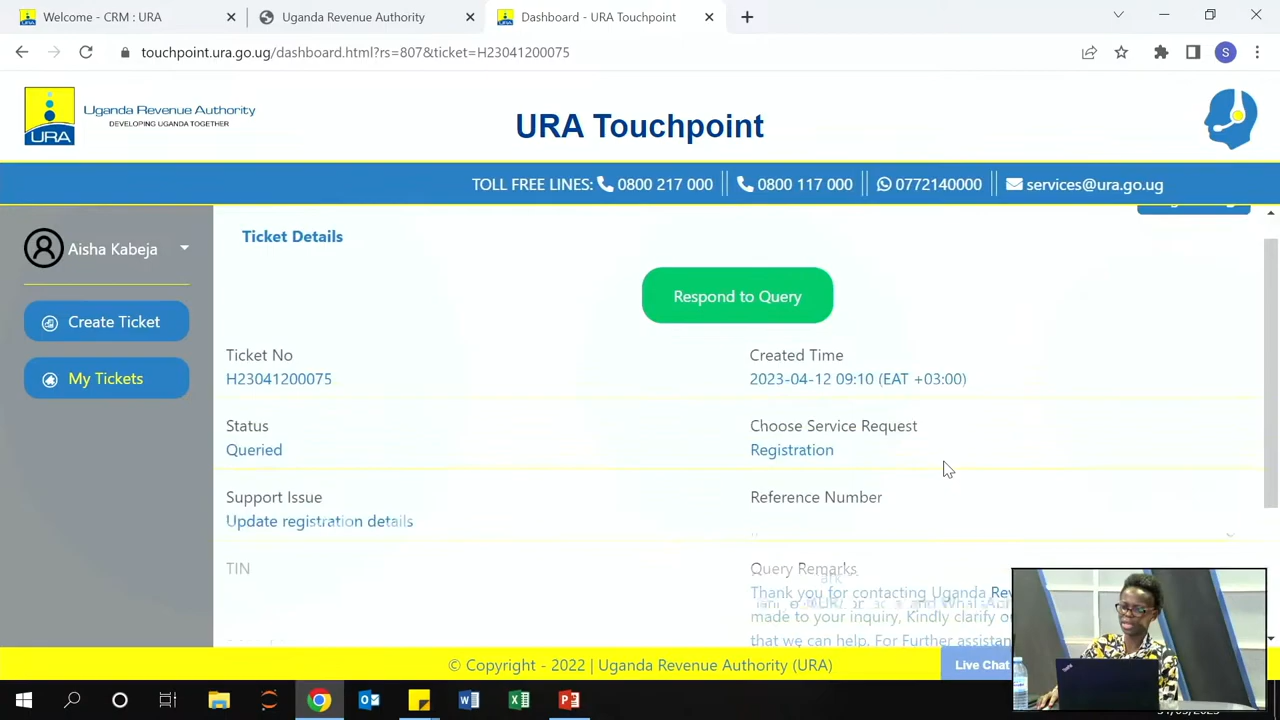 Welcome - CRM : URA
Uganda Revenue Authority
Dashboard - URA Touchpoint
touchpoint.ura.go.ug/dashboard.html?rs=807&ticket=H23041200075
S
Uganda Revenue Authority
DEVELOPING UGANDA TOGETHER
URA
URA Touchpoint
TOLL FREE LINES: 0800 217 000 || 0800 117 000 || 0772140000 || services@ura.go.ug
Aisha Kabeja
Create Ticket
My Tickets
Ticket Details
Respond to Query
Ticket No
H23041200075
Created Time
2023-04-12 09:10 (EAT +03:00)
Status
Queried
Choose Service Request
Registration
Support Issue
Update registration details
Reference Number
TIN
Query Remarks
Thank you for contacting Uganda
made to your inquiry, Kindly clarify
that we can help. For Further
© Copyright - 2022 | Uganda Revenue Authority (URA)
Live Chat